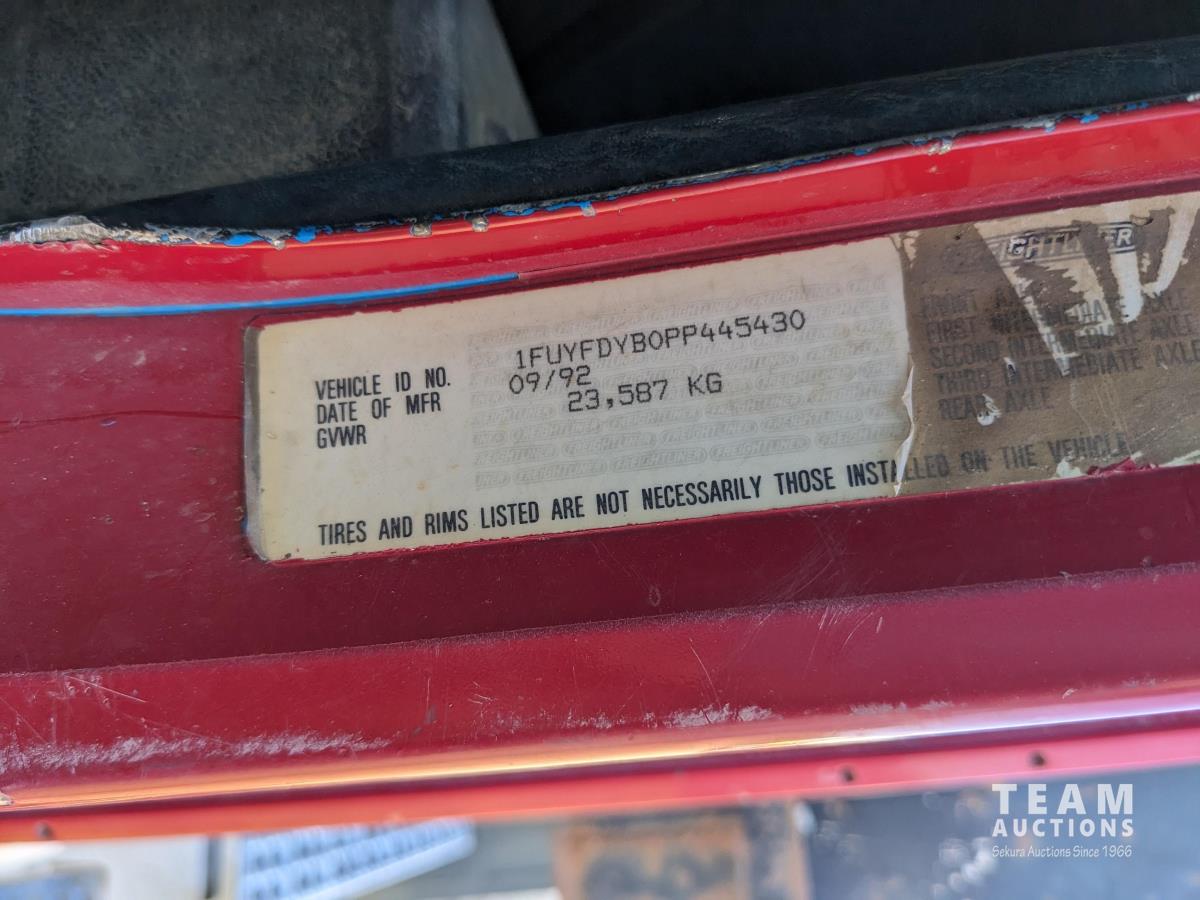 VEHICLE ID NO. 1FUYFDYB0PP445430
DATE OF MFR 09/92
GVWR 23,587 KG
TIRES AND RIMS LISTED ARE NOT NECESSARILY THOSE INSTALLED ON THE VEHICLE
FIRST INTERMEDIATE AXLE
SECOND INTERMEDIATE AXLE
THIRD INTERMEDIATE AXLE
REAR AXLE
FREIGHTLINER
TEAM
AUCTIONS
Sekura Auctions Since 1966